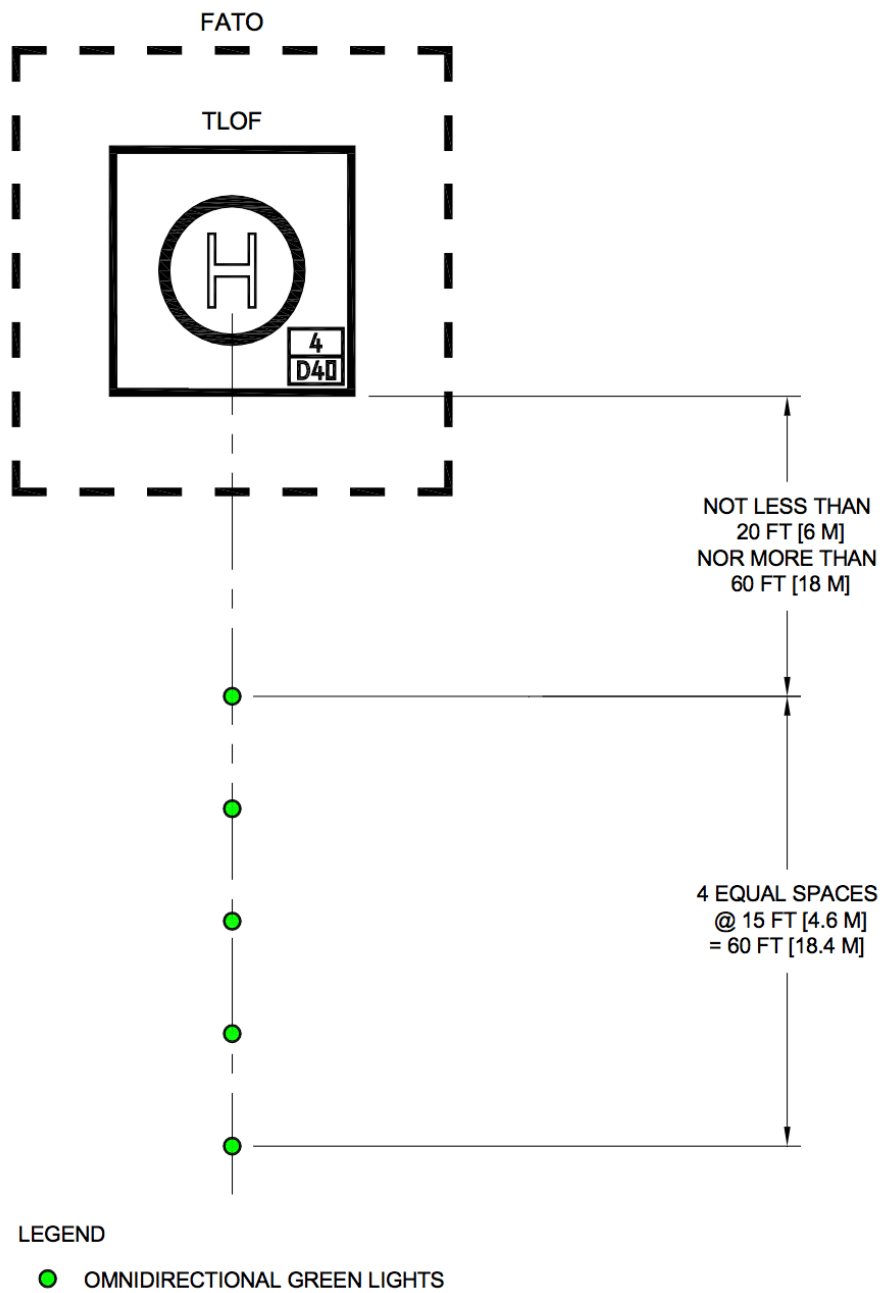 FATO
TLOF
H
4
D40
NOT LESS THAN
20 FT [6 M]
NOR MORE THAN
60 FT [18 M]
4 EQUAL SPACES
@ 15 FT [4.6 M]
= 60 FT [18.4 M]
LEGEND
OMNIDIRECTIONAL GREEN LIGHTS